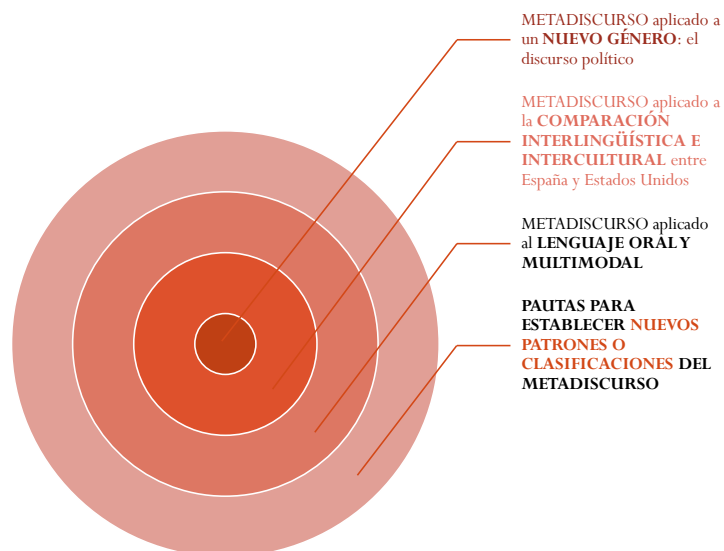 METADISCURSO aplicado a
un NUEVO GÉNERO: el
discurso político
METADISCURSO aplicado a
la COMPARACIÓN
INTERLINGÜÍSTICA E
INTERCULTURAL entre
España y Estados Unidos
METADISCURSO aplicado
al LENGUAJE ORAL Y
MULTIMODAL
PAUTAS PARA
ESTABLECER NUEVOS
PATRONES O
CLASIFICACIONES DEL
METADISCURSO